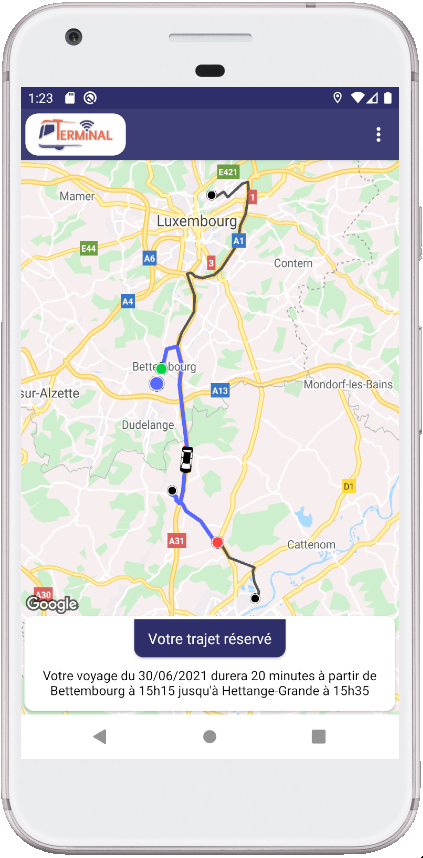 1:23
TERMINAL
E421
Mamer
1
Luxembourg
E44
A1
A6
3
Contern
A4
Bettembourg
sur-Alzette
A13
Mondorf-les-Bains
Dudelange
D1
A31
Cattenom
A30
Google
Votre trajet réservé
Votre voyage du 30/06/2021 durera 20 minutes à partir de
Bettembourg à 15h15 jusqu'à Hettange-Grande à 15h35